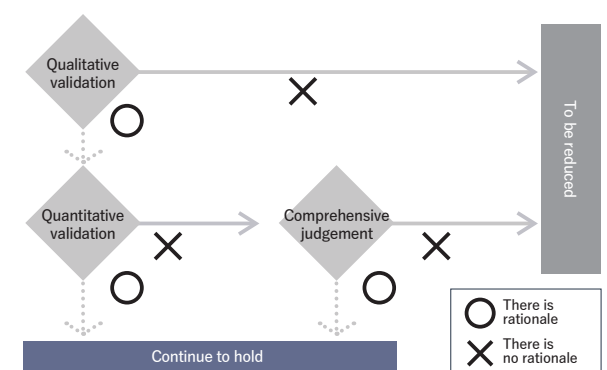 Qualitative
validation
To be reduced
Quantitative
validation
Comprehensive
judgement
There is
rationale
There is
no rationale
Continue to hold